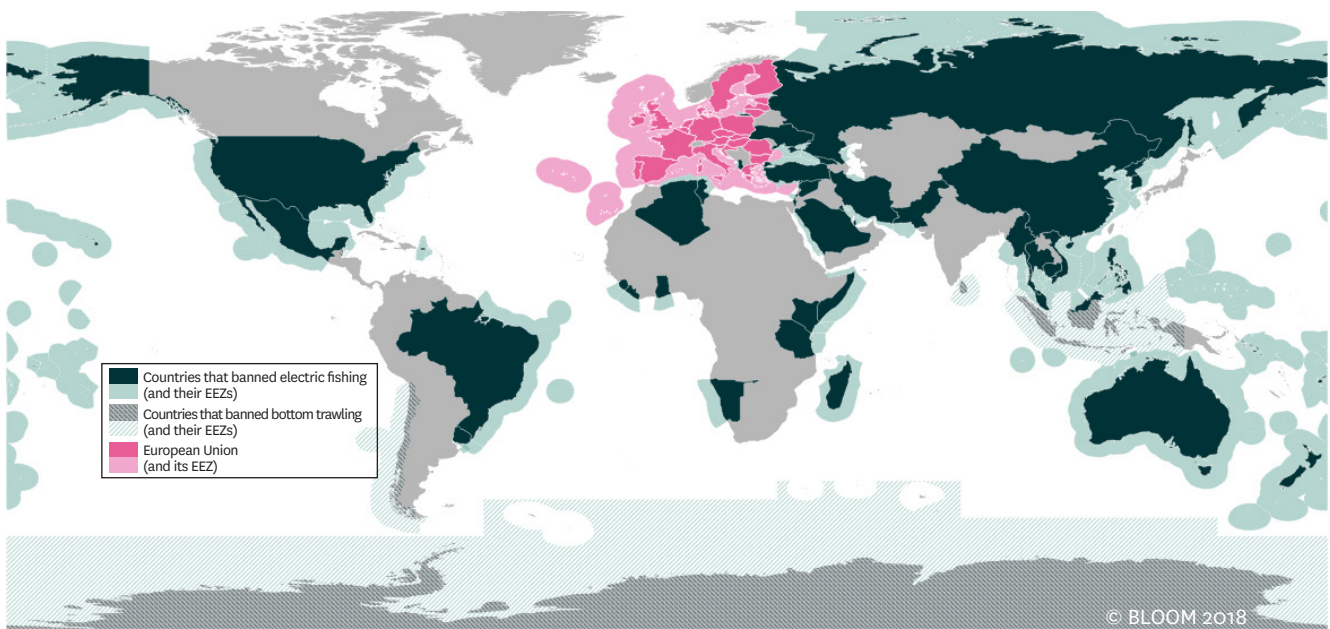 Countries that banned electric fishing
(and their EEZs)
Countries that banned bottom trawling
(and their EEZs)
European Union
(and its EEZ)
© BLOOM 2018